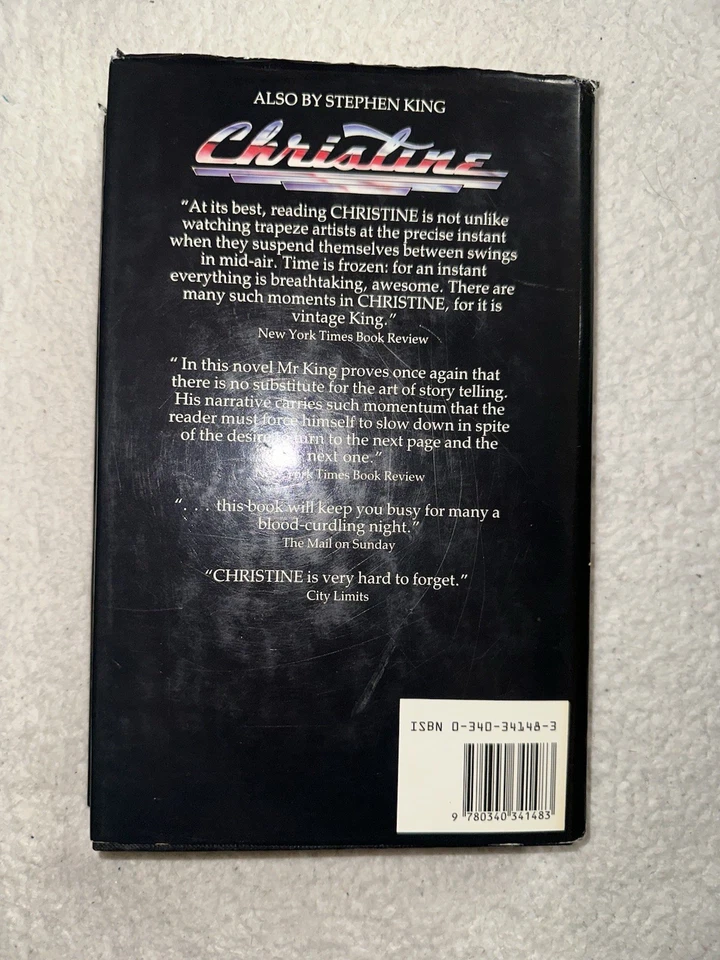 ALSO BY STEPHEN KING
Christine
"At its best, reading CHRISTINE is not unlike
watching trapeze artists at the precise instant
when they suspend themselves between swings
in mid-air. Time is frozen: for an instant
everything is breathtaking, awesome. There are
many such moments in CHRISTINE, for it is
vintage King."
New York Times Book Review
“ In this novel Mr King proves once again that
there is no substitute for the art of story telling.
His narrative carries such momentum that the
reader must force himself to slow down in spite
of the desire turn to the next page and the
next one."
York Times Book Review
“. . . this book will keep you busy for many a
blood-curdling night."
The Mail on Sunday
"CHRISTINE is very hard to forget."
City Limits
ISBN 0-340-34148-3
9 780340 341483